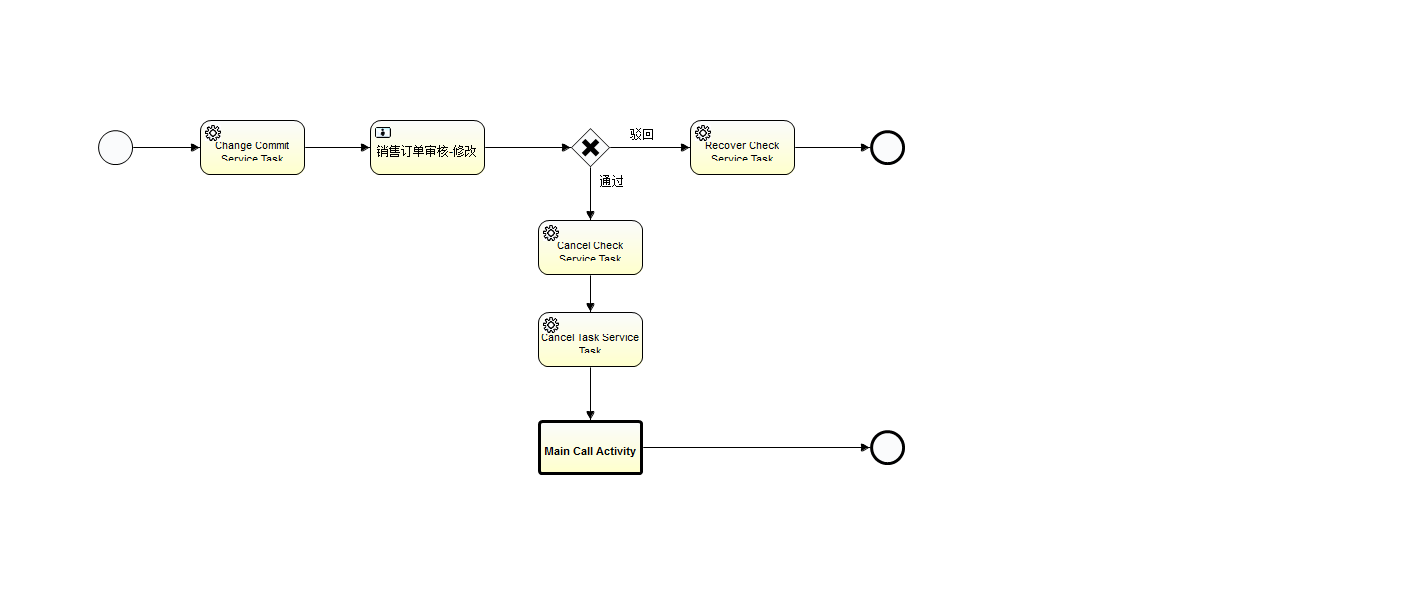 Change Commit
Service Task
销售订单审核-修改
驳回
Recover Check
Service Task
通过
Cancel Check
Service Task
Cancel Task Service
Task
Main Call Activity